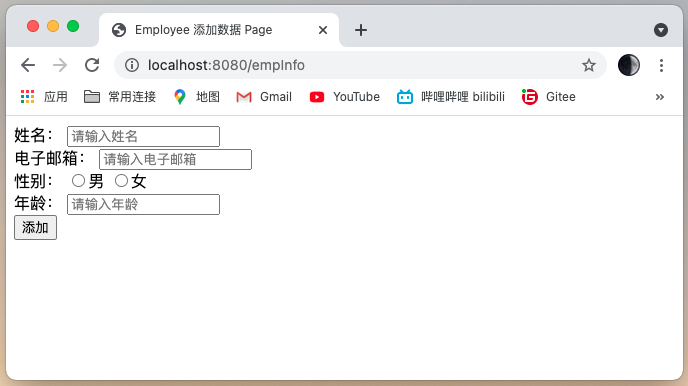 Employee 添加数据 Page
localhost:8080/empInfo
应用 常用连接 地图 Gmail YouTube 哔哩哔哩 bilibili Gitee
姓名： 请输入姓名
电子邮箱： 请输入电子邮箱
性别： 男 女
年龄： 请输入年龄
添加